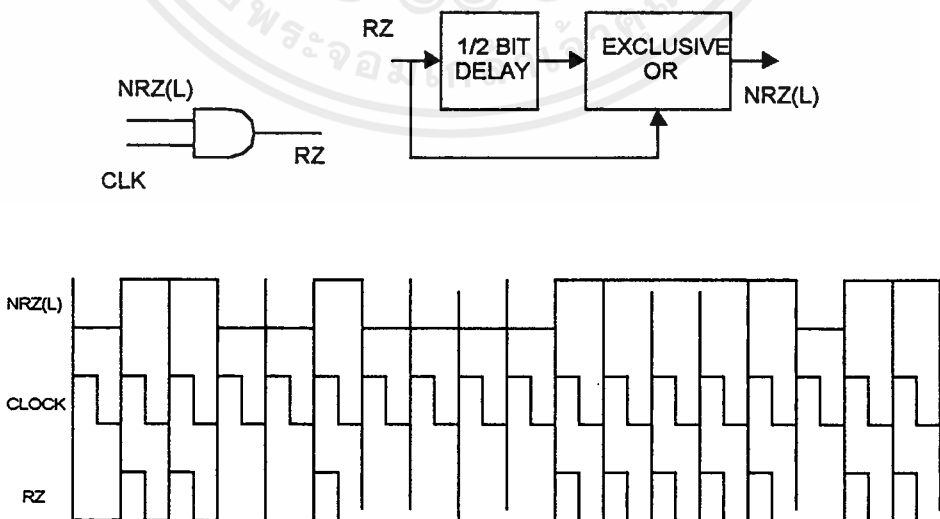 RZ
1/2 BIT
DELAY
EXCLUSIVE
OR
NRZ(L)
NRZ(L)
CLK
RZ
NRZ(L)
CLOCK
RZ